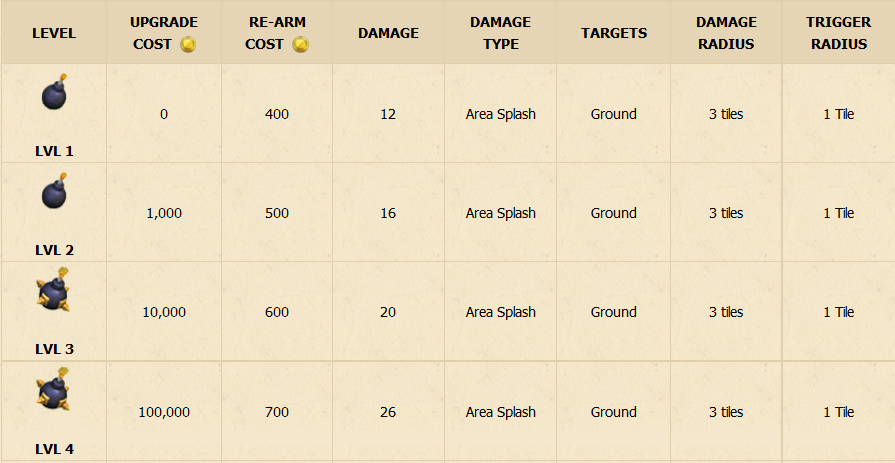 LEVEL UPGRADE COST RE-ARM COST DAMAGE DAMAGE TYPE TARGETS DAMAGE RADIUS TRIGGER RADIUS
LVL 1 0 400 12 Area Splash Ground 3 tiles 1 Tile
LVL 2 1,000 500 16 Area Splash Ground 3 tiles 1 Tile
LVL 3 10,000 600 20 Area Splash Ground 3 tiles 1 Tile
LVL 4 100,000 700 26 Area Splash Ground 3 tiles 1 Tile